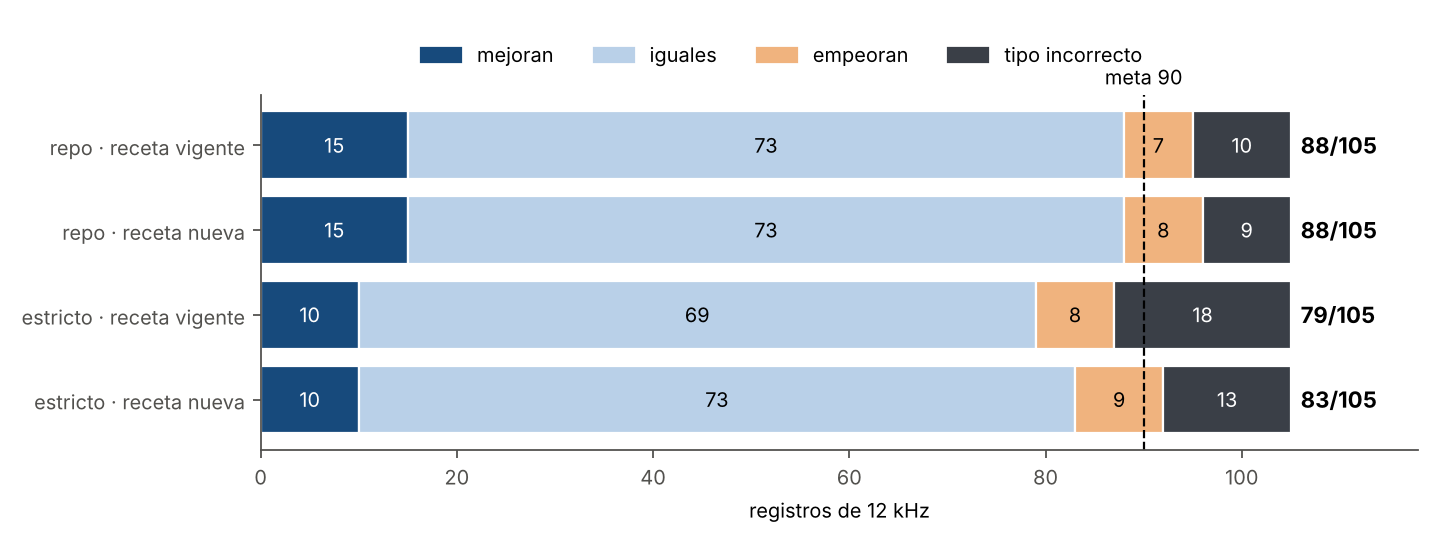 mejoran iguales empeoran tipo incorrecto
meta 90
repo · receta vigente 15 73 7 10 88/105
repo · receta nueva 15 73 8 9 88/105
estricto · receta vigente 10 69 8 18 79/105
estricto · receta nueva 10 73 9 13 83/105
0 20 40 60 80 100
registros de 12 kHz